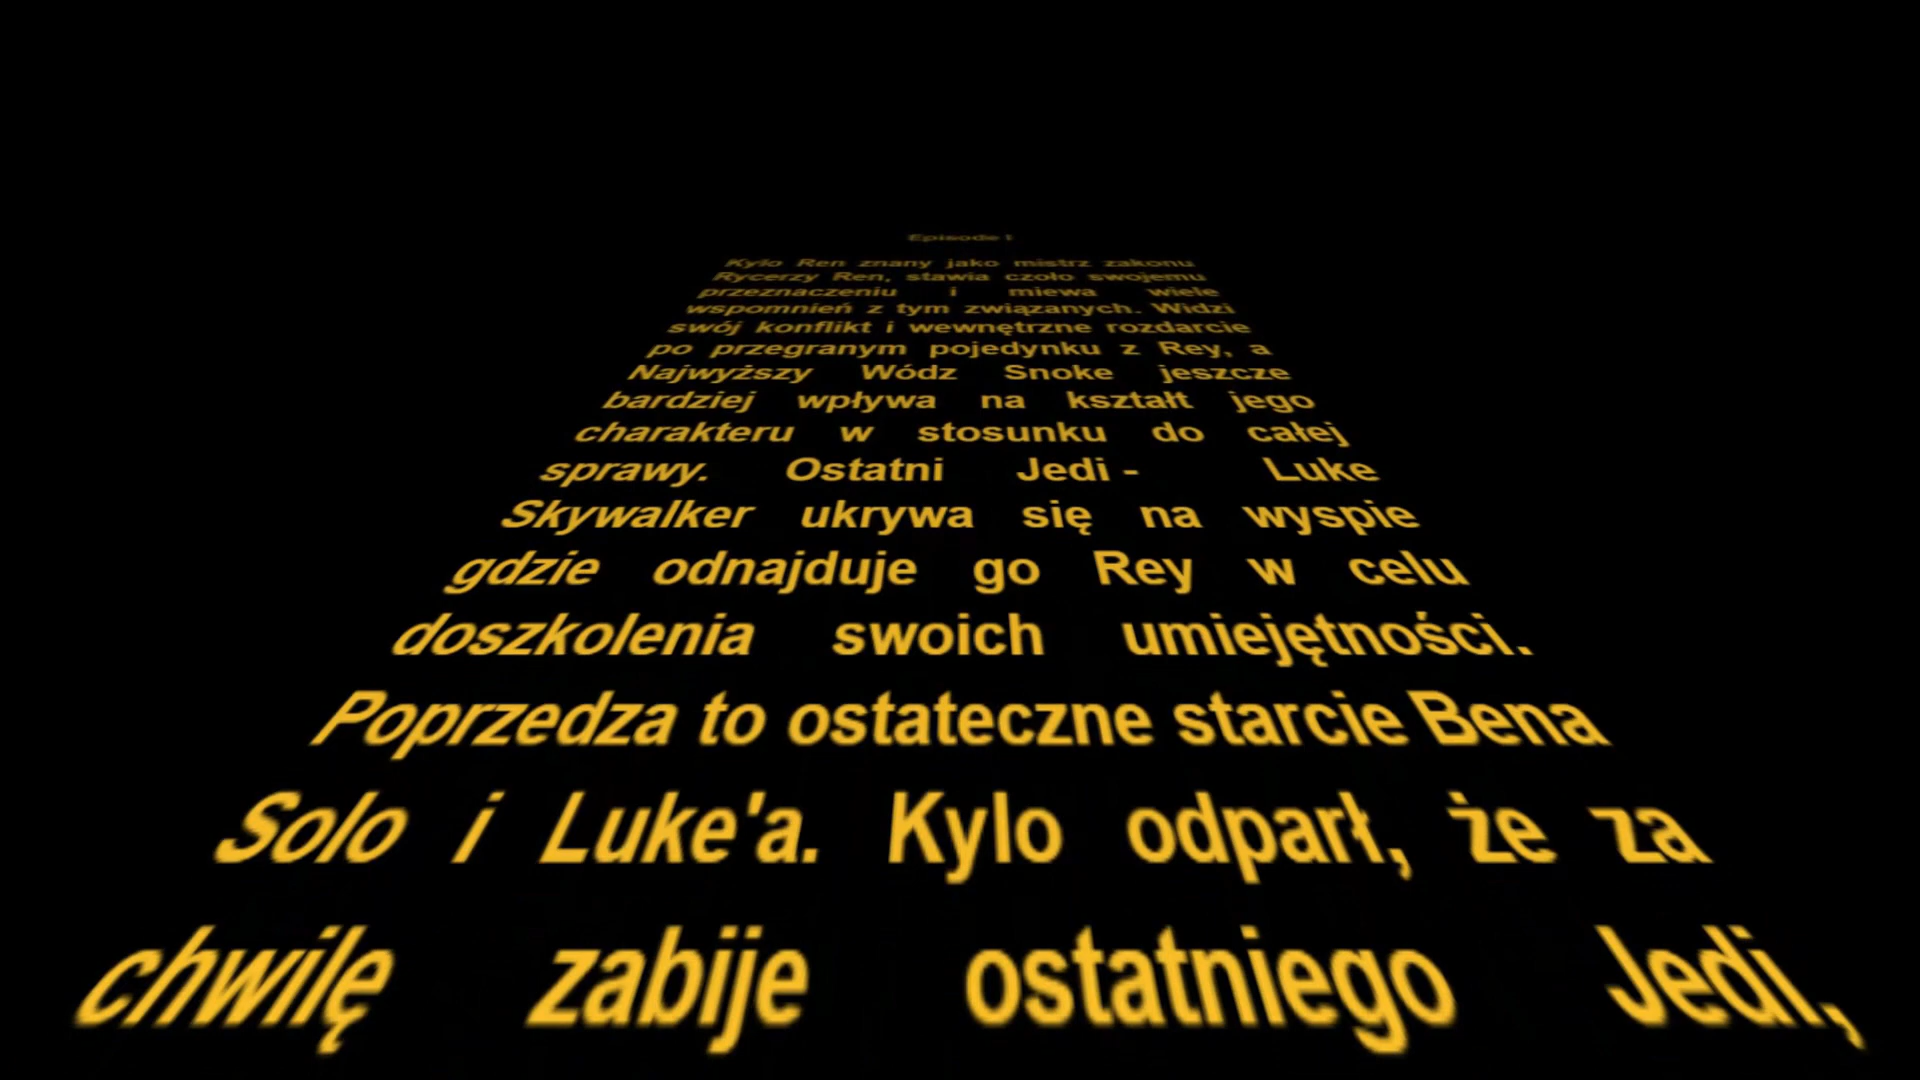 Episode I
Kylo Ren znany jako mistrz zakonu
Rycerzy Ren, stawia czoło swojemu
przeznaczeniu i miewa wiele
wspomnień z tym związanych. Widzi
swój konflikt i wewnętrzne rozdarcie
po przegranym pojedynku z Rey, a
Najwyższy Wódz Snoke jeszcze
bardziej wpływa na kształt jego
charakteru w stosunku do całej
sprawy. Ostatni Jedi - Luke
Skywalker ukrywa się na wyspie
gdzie odnajduje go Rey w celu
doszkolenia swoich umiejętności.
Poprzedza to ostateczne starcie Bena
Solo i Luke'a. Kylo odparł, że za
chwilę zabije ostatniego Jedi,